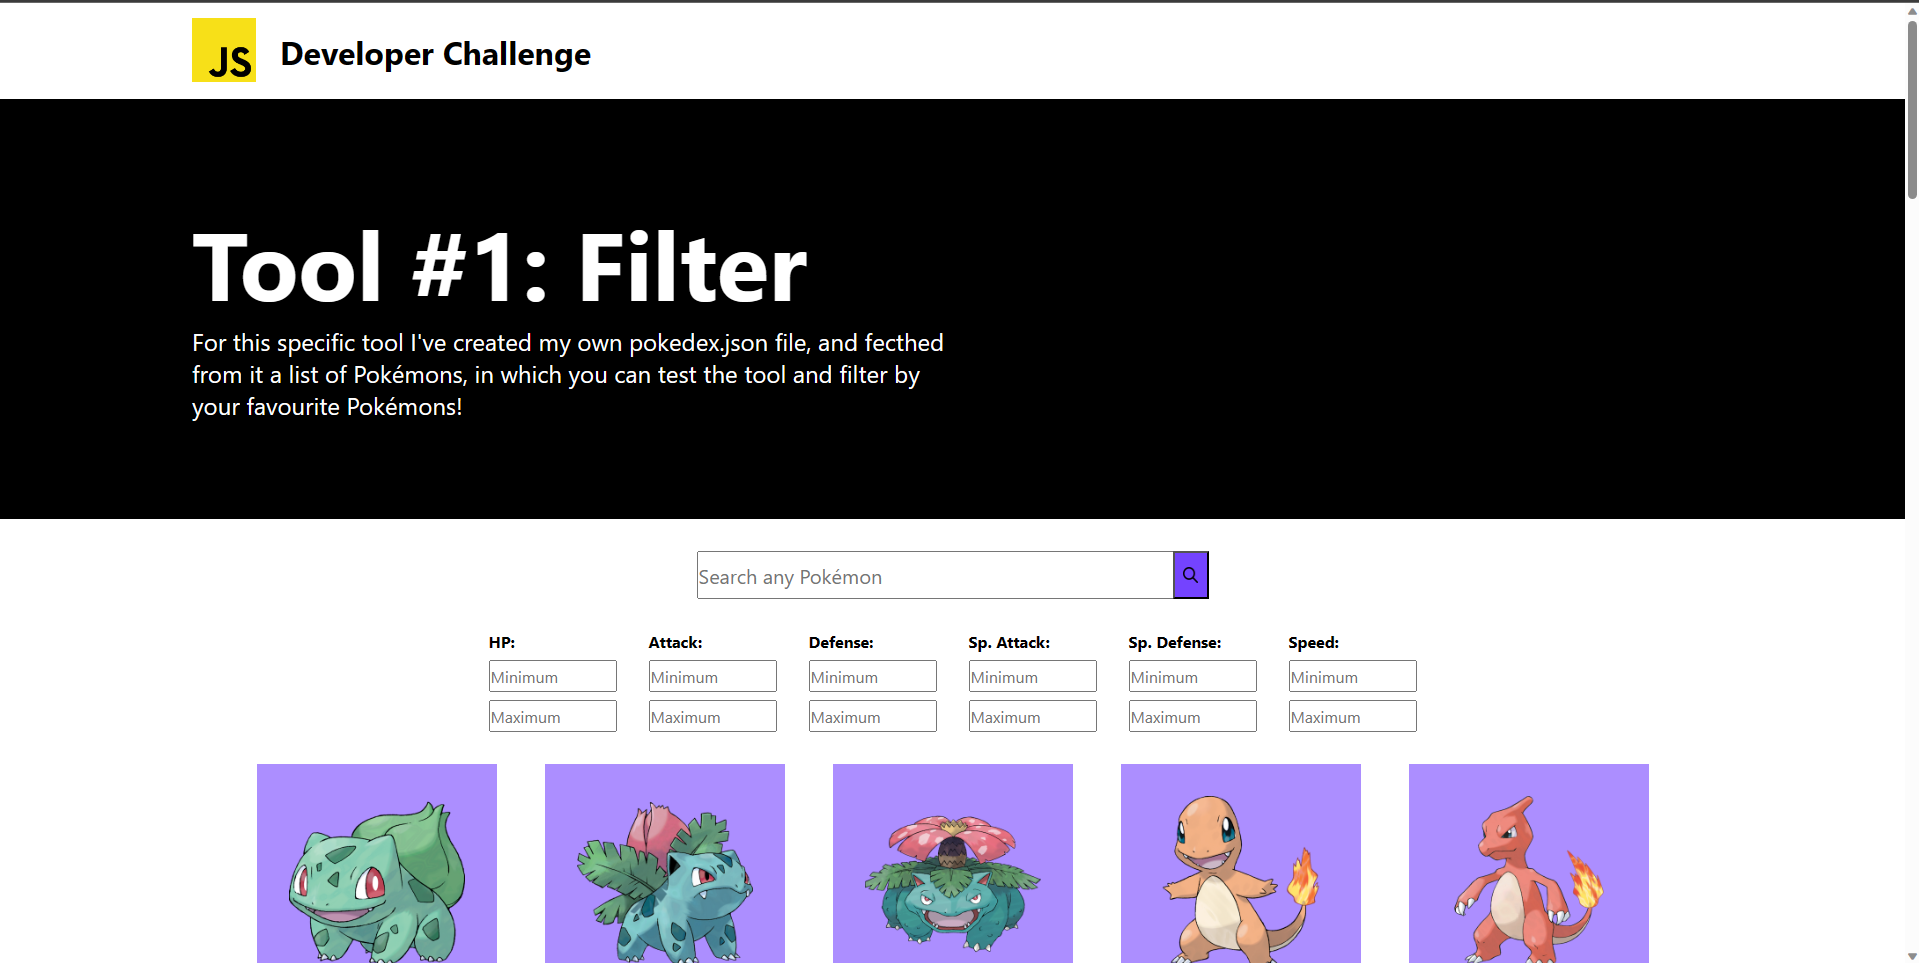 JS Developer Challenge
Tool #1: Filter
For this specific tool I've created my own pokedex.json file, and fecthed
from it a list of Pokémons, in which you can test the tool and filter by
your favourite Pokémons!
Search any Pokémon
HP: Attack: Defense: Sp. Attack: Sp. Defense: Speed:
Minimum Minimum Minimum Minimum Minimum Minimum
Maximum Maximum Maximum Maximum Maximum Maximum